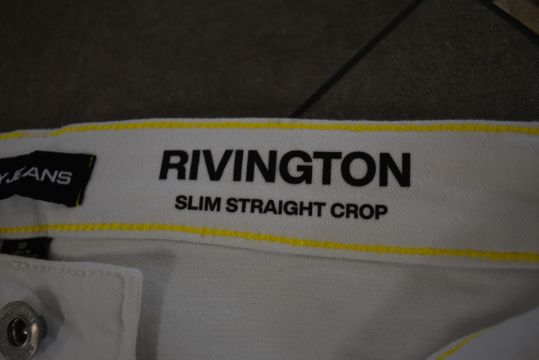 RIVINGTON
SLIM STRAIGHT CROP
Y JEANS
10